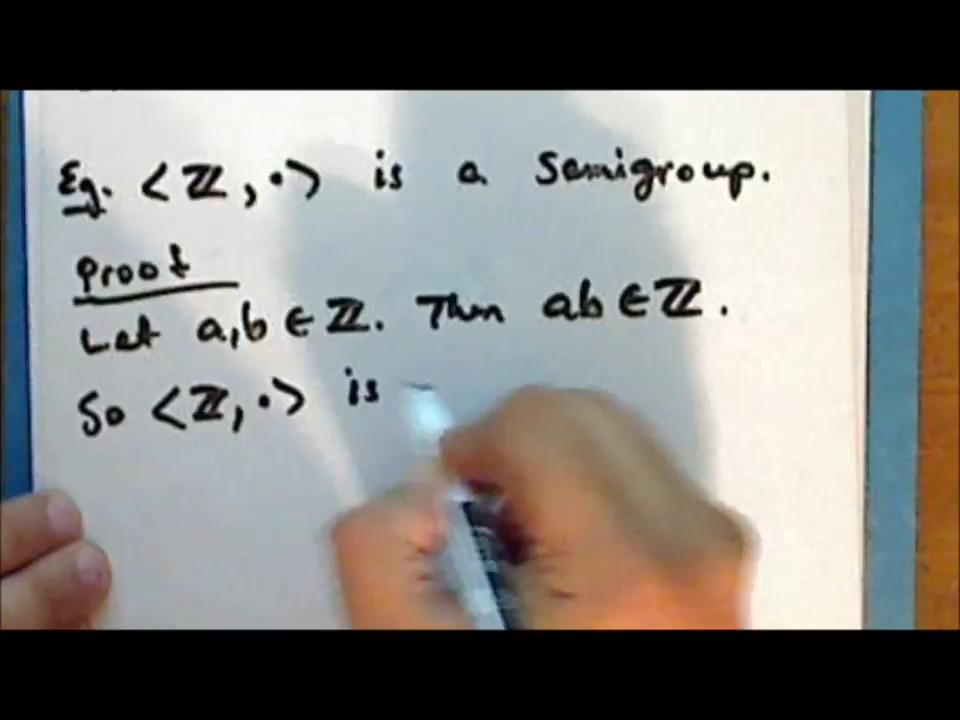 Eg. <ℤ, ·> is a semigroup.
Proof
Let a,b ∈ ℤ. Then ab ∈ ℤ.
So <ℤ, ·> is